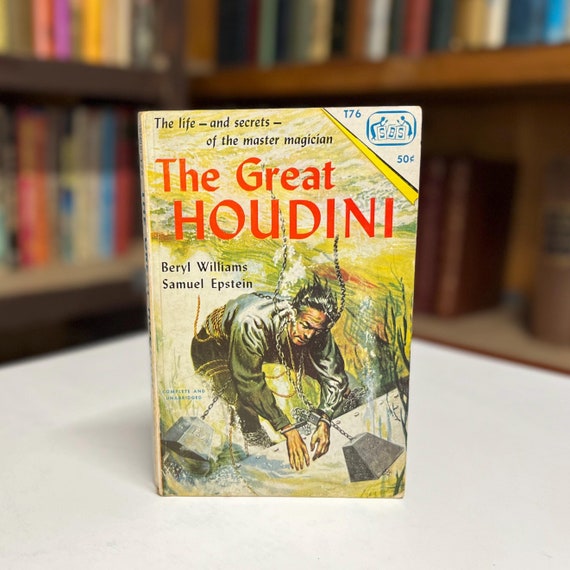 The life — and secrets —
of the master magician
T76
SBS
50¢
The Great
HOUDINI
Beryl Williams
Samuel Epstein
COMPLETE AND
UNABRIDGED